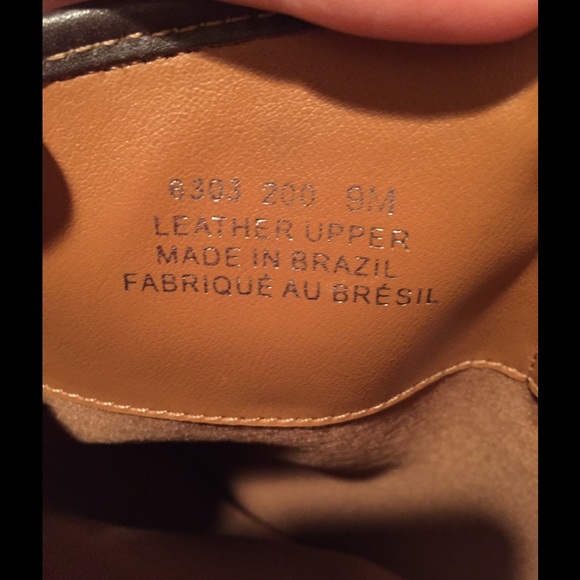 6303 200 9M
LEATHER UPPER
MADE IN BRAZIL
FABRIQUÉ AU BRÉSIL